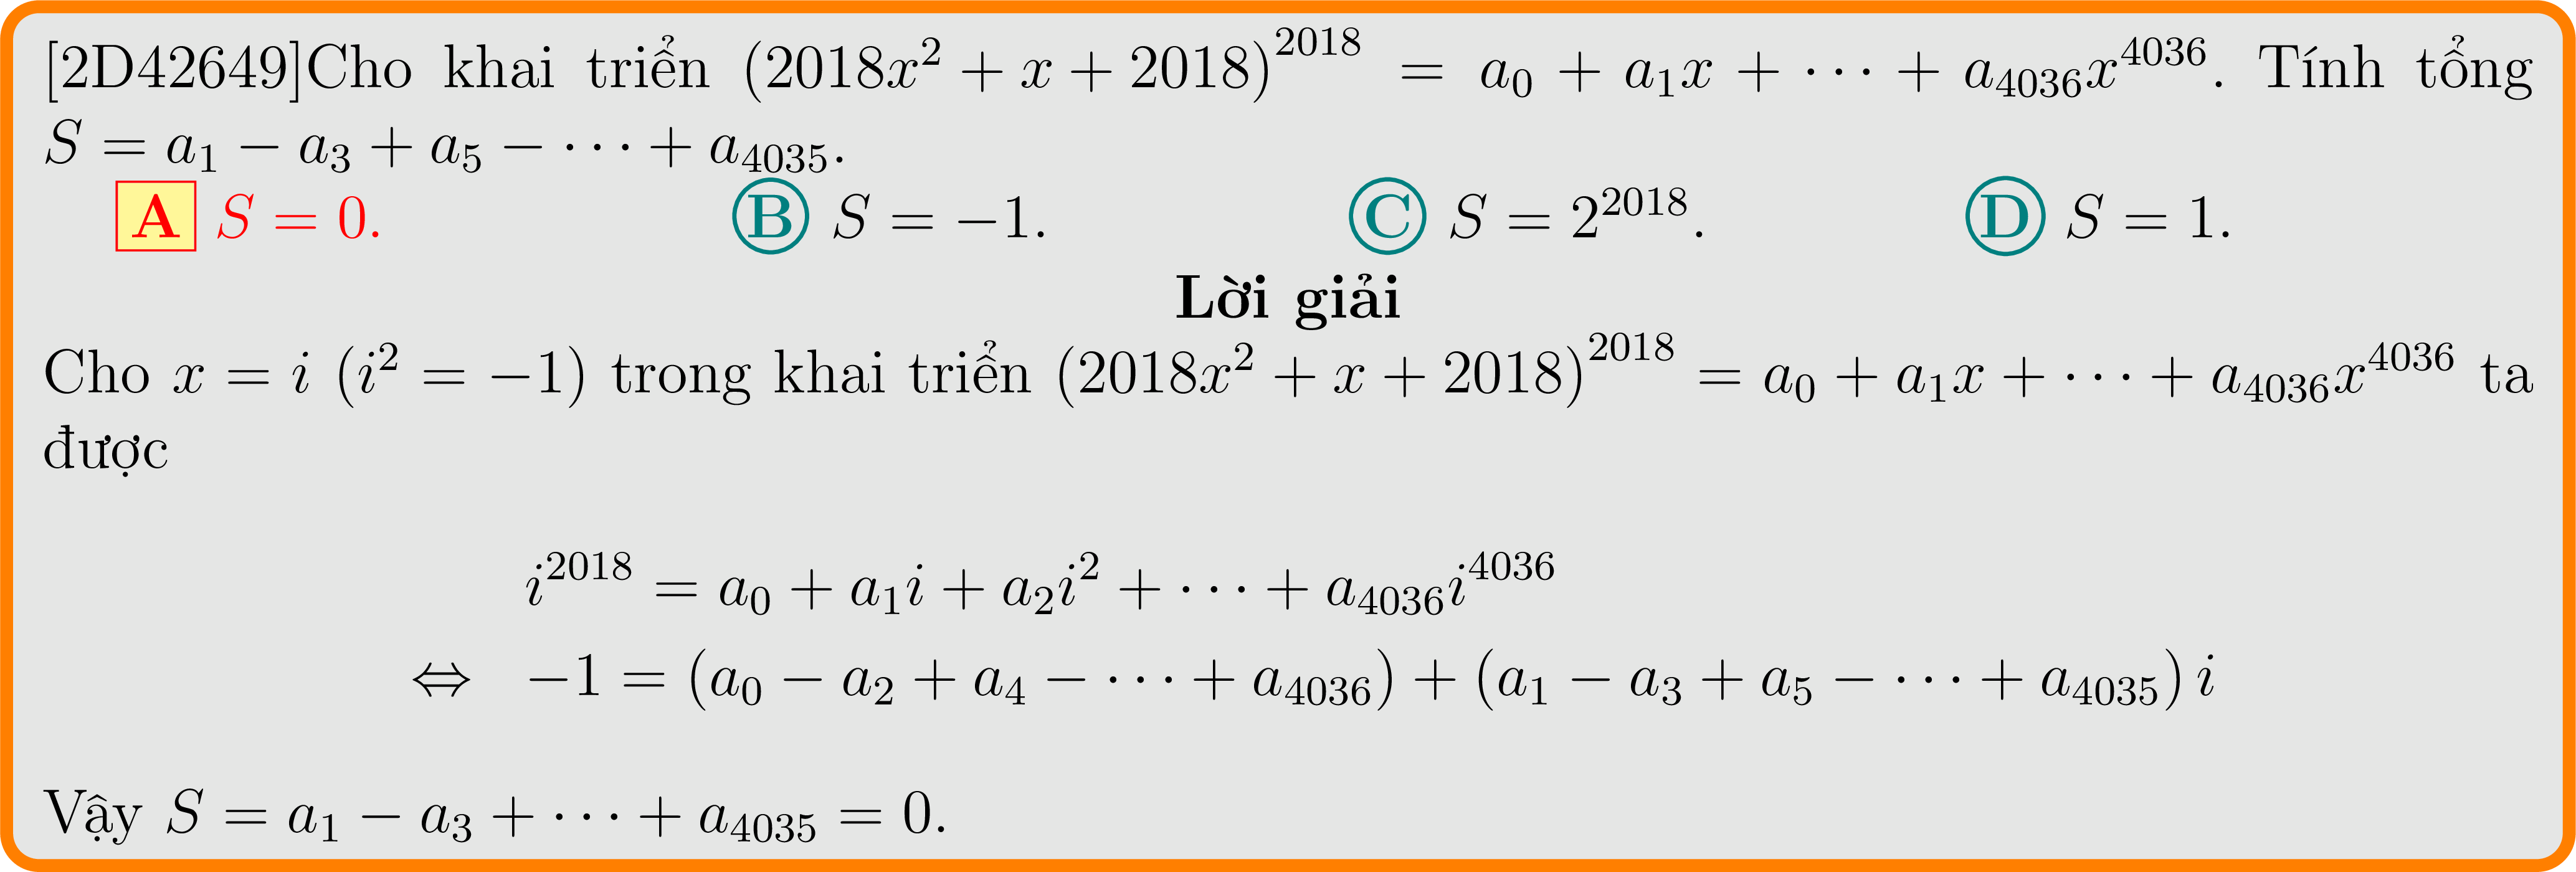 [2D42649]Cho khai triển $(2018x^2 + x + 2018)^{2018} = a_0 + a_1x + \cdots + a_{4036}x^{4036}$. Tính tổng
$S = a_1 - a_3 + a_5 - \cdots + a_{4035}$.
A $S = 0$. B $S = -1$. C $S = 2^{2018}$. D $S = 1$.
Lời giải
Cho $x = i$ $(i^2 = -1)$ trong khai triển $(2018x^2 + x + 2018)^{2018} = a_0 + a_1x + \cdots + a_{4036}x^{4036}$ ta
được
$i^{2018} = a_0 + a_1i + a_2i^2 + \cdots + a_{4036}i^{4036}$
$\Leftrightarrow -1 = (a_0 - a_2 + a_4 - \cdots + a_{4036}) + (a_1 - a_3 + a_5 - \cdots + a_{4035})\,i$
Vậy $S = a_1 - a_3 + \cdots + a_{4035} = 0$.